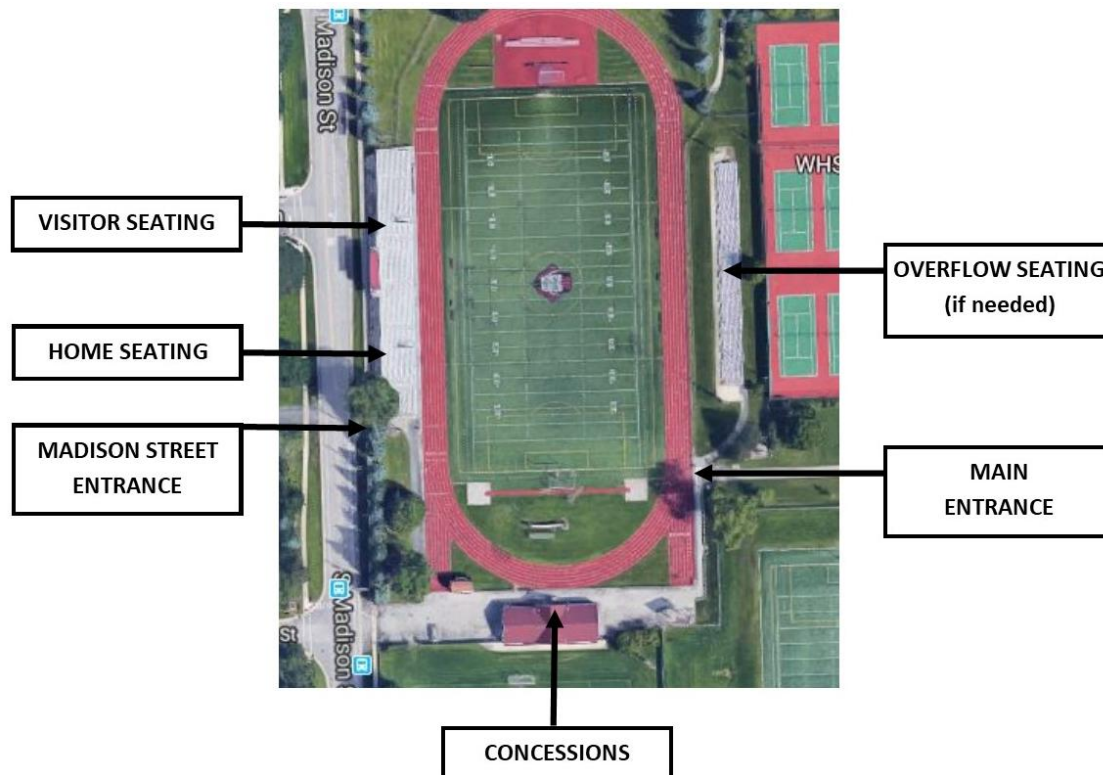 Madison St
WHS
VISITOR SEATING
OVERFLOW SEATING
(if needed)
HOME SEATING
MADISON STREET
ENTRANCE
MAIN
ENTRANCE
St
S Madison S
CONCESSIONS